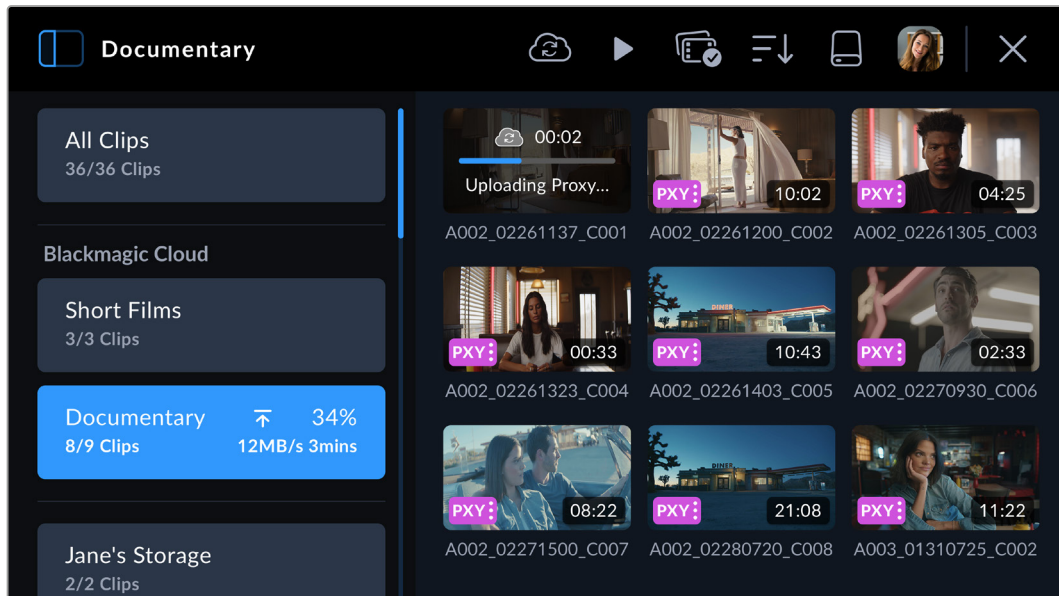 Documentary
All Clips
36/36 Clips
Blackmagic Cloud
Short Films
3/3 Clips
Documentary 34%
8/9 Clips 12MB/s 3mins
Jane's Storage
2/2 Clips
00:02
Uploading Proxy...
A002_02261137_C001
PXY 10:02
A002_02261200_C002
PXY 04:25
A002_02261305_C003
PXY 00:33
A002_02261323_C004
DINER
PXY 10:43
A002_02261403_C005
PXY 02:33
A002_02270930_C006
PXY 08:22
A002_02271500_C007
DINER
PXY 21:08
A002_02280720_C008
PXY 11:22
A003_01310725_C002